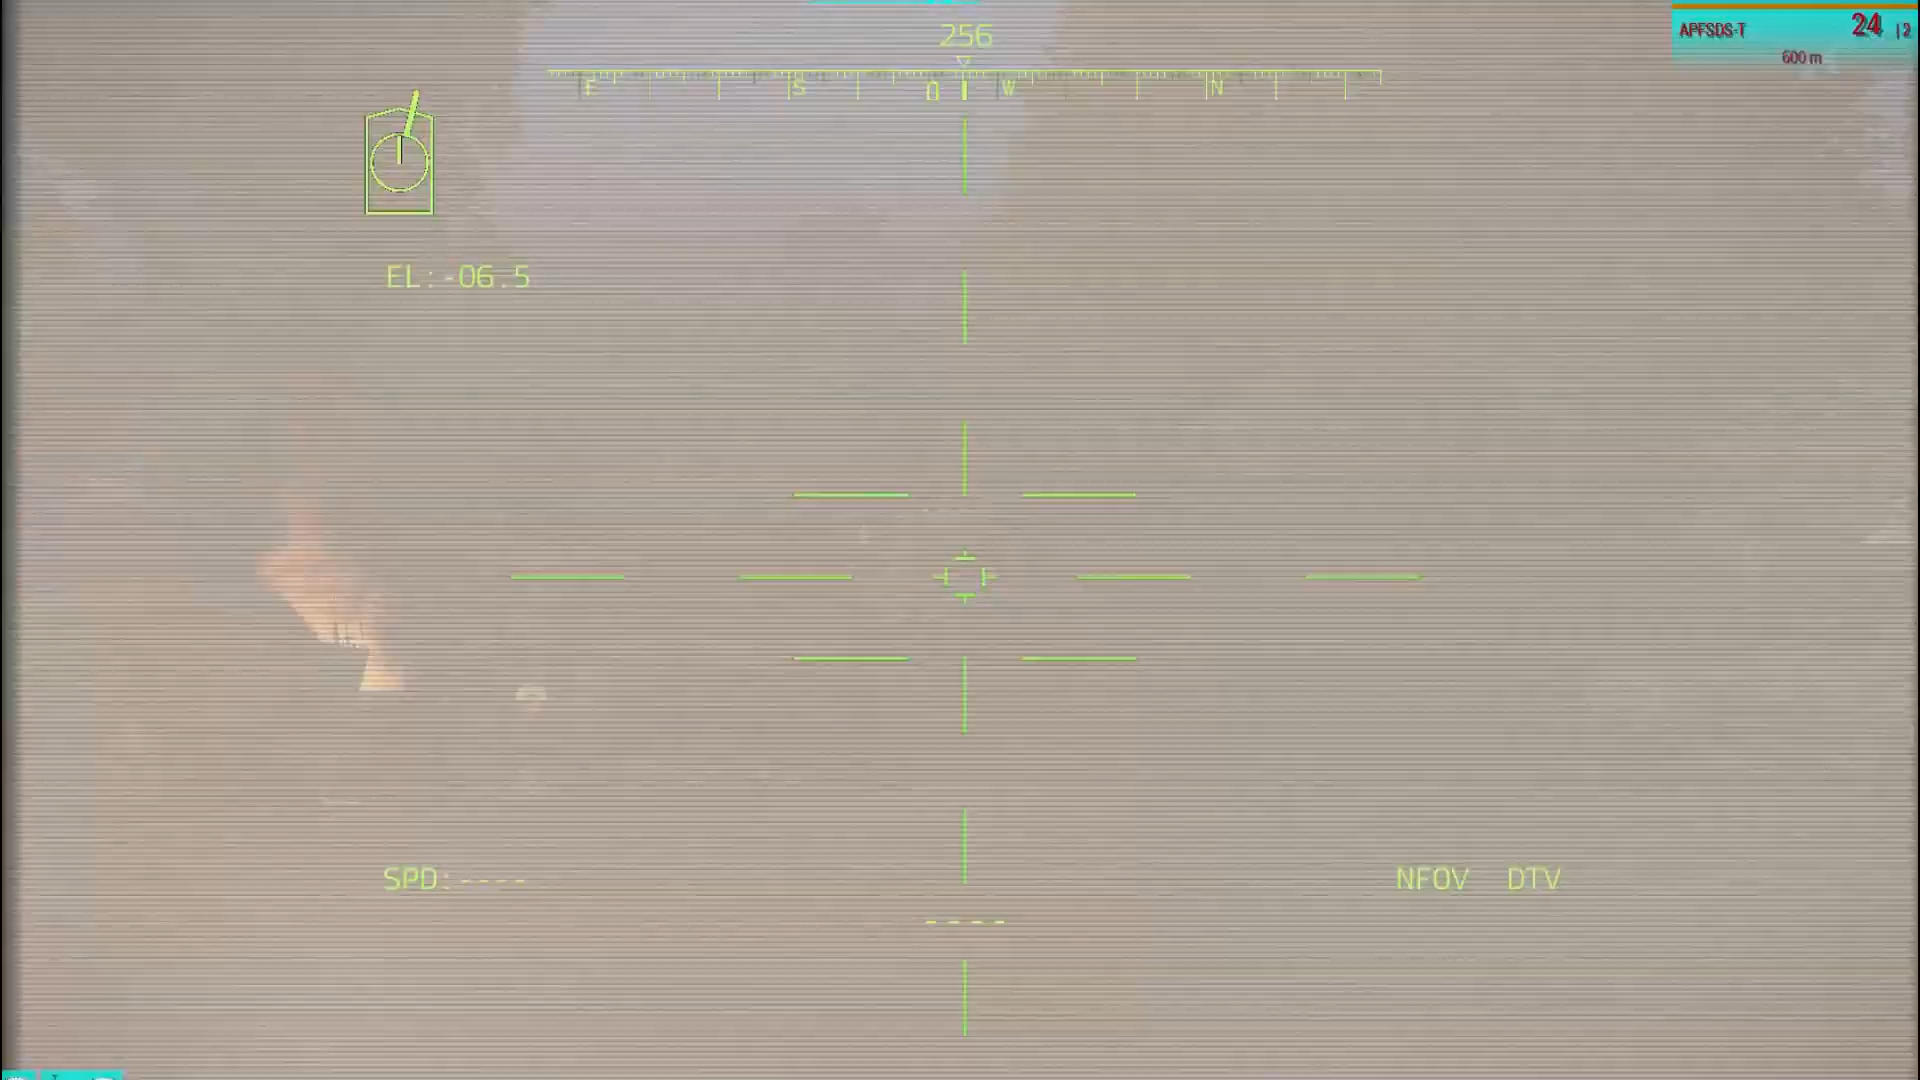 256
APFSDS-T 24 |2
600 m
E S W N
EL:-06.5
SPD:----
NFOV DTV
----